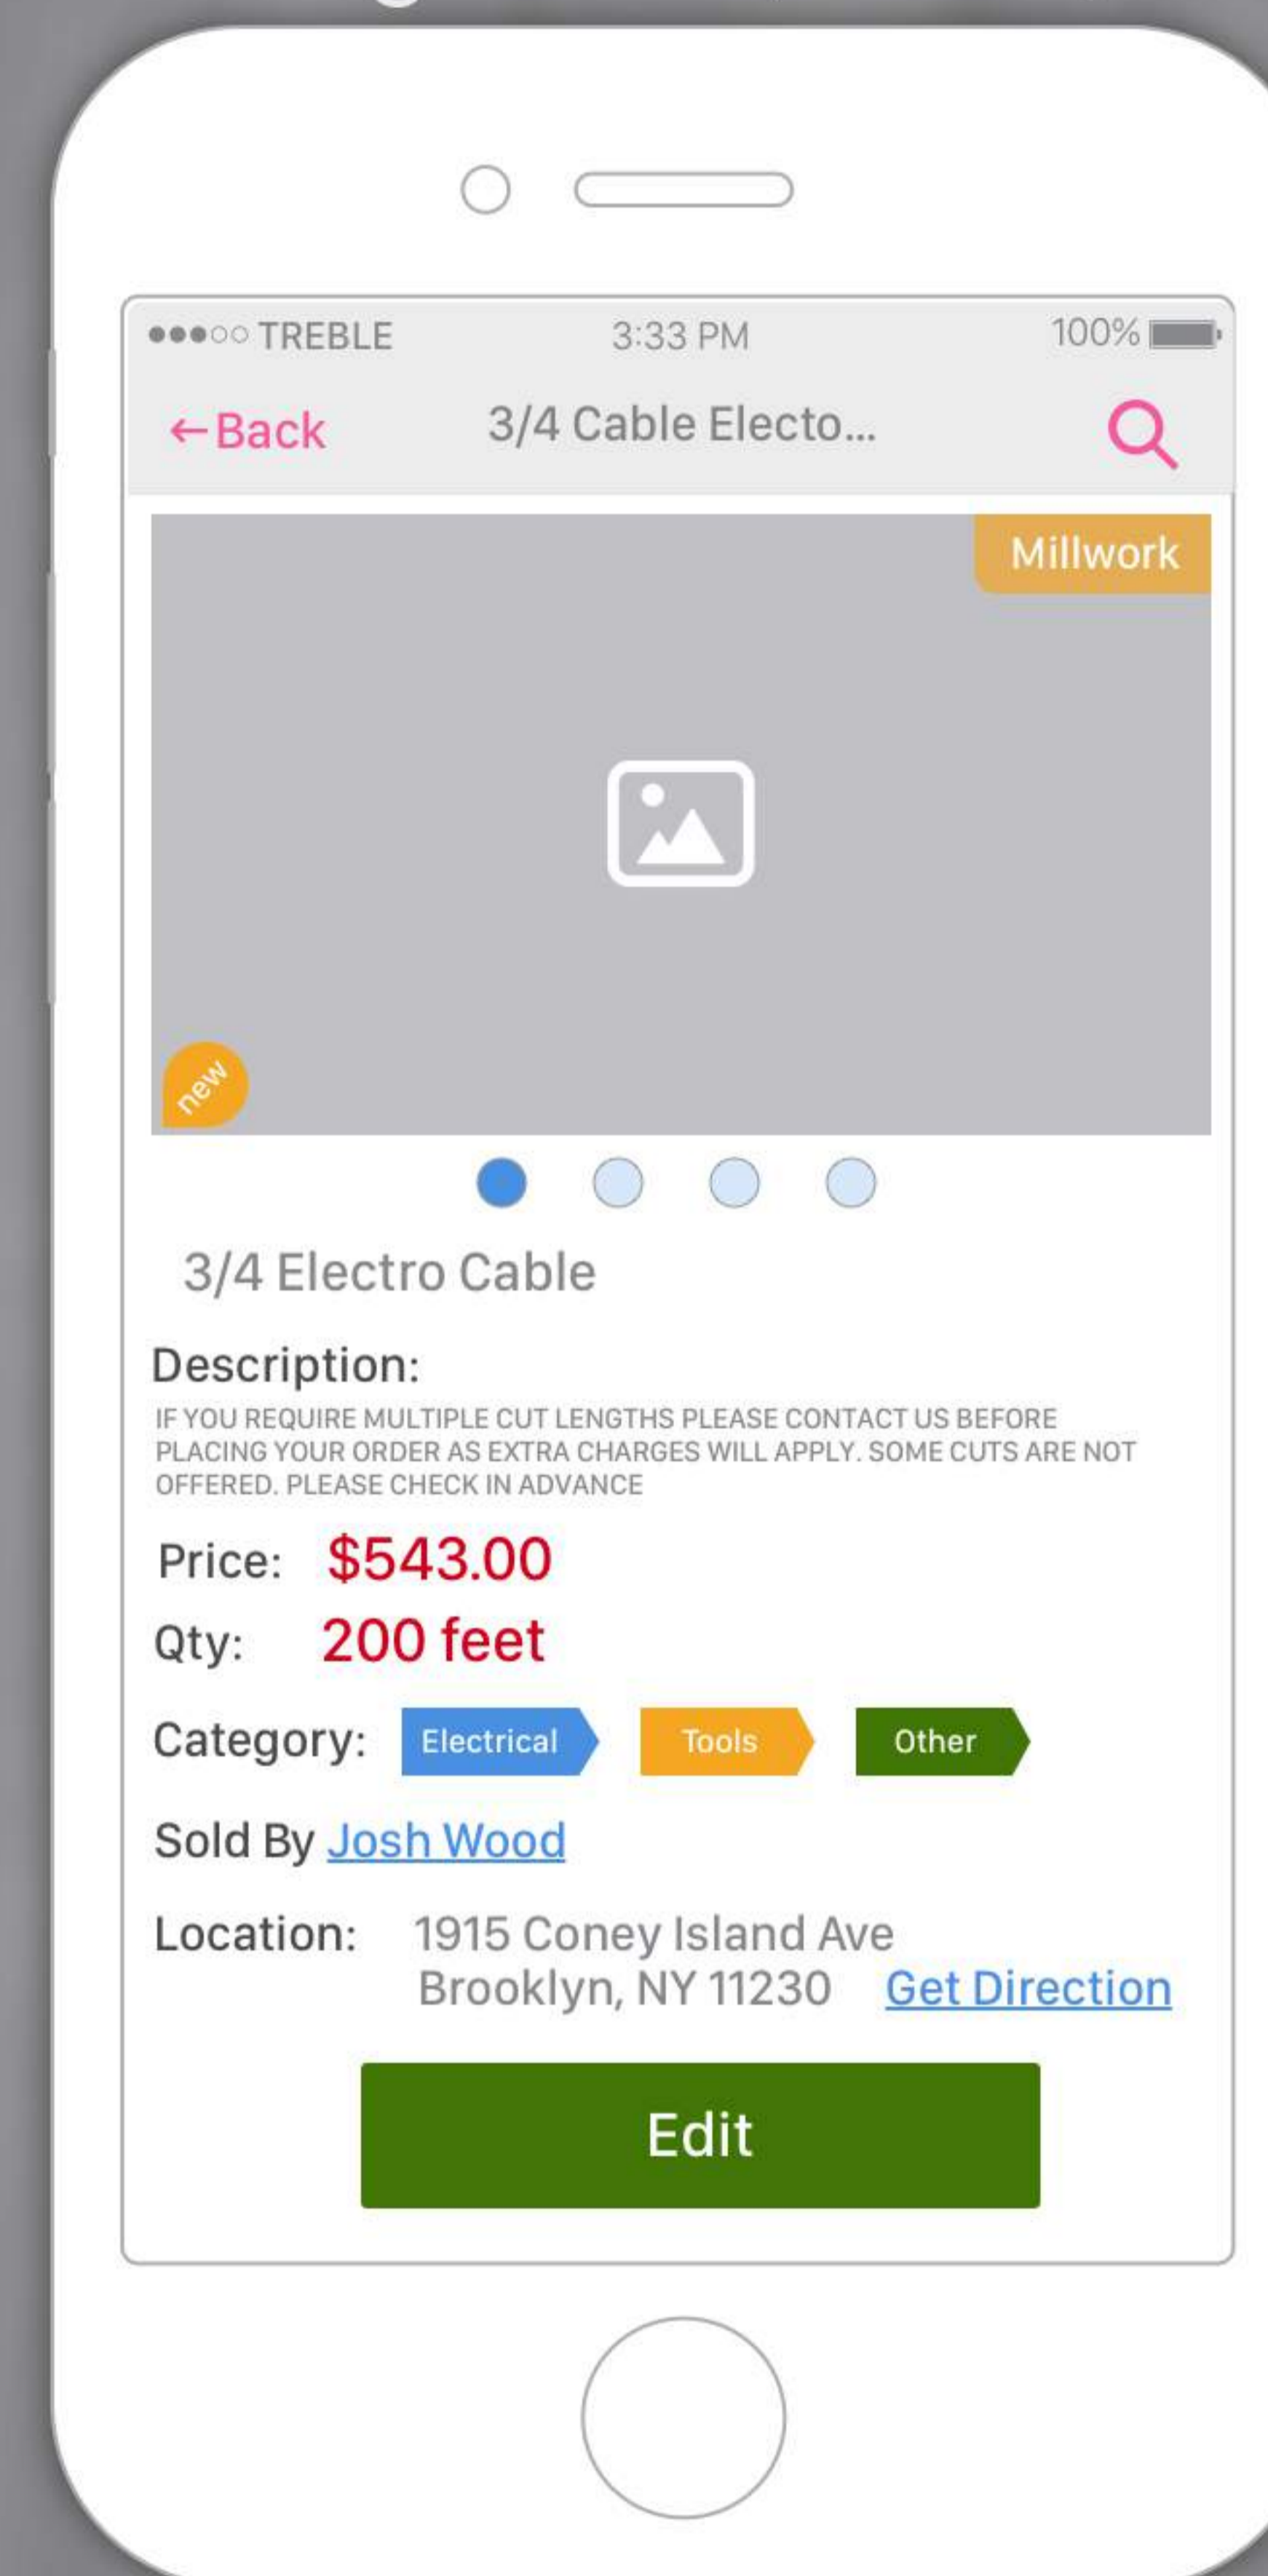 TREBLE 3:33 PM 100%
←Back 3/4 Cable Electo...
Millwork
new
3/4 Electro Cable
Description:
IF YOU REQUIRE MULTIPLE CUT LENGTHS PLEASE CONTACT US BEFORE
PLACING YOUR ORDER AS EXTRA CHARGES WILL APPLY. SOME CUTS ARE NOT
OFFERED. PLEASE CHECK IN ADVANCE
Price: $543.00
Qty: 200 feet
Category: Electrical Tools Other
Sold By Josh Wood
Location: 1915 Coney Island Ave
Brooklyn, NY 11230 Get Direction
Edit